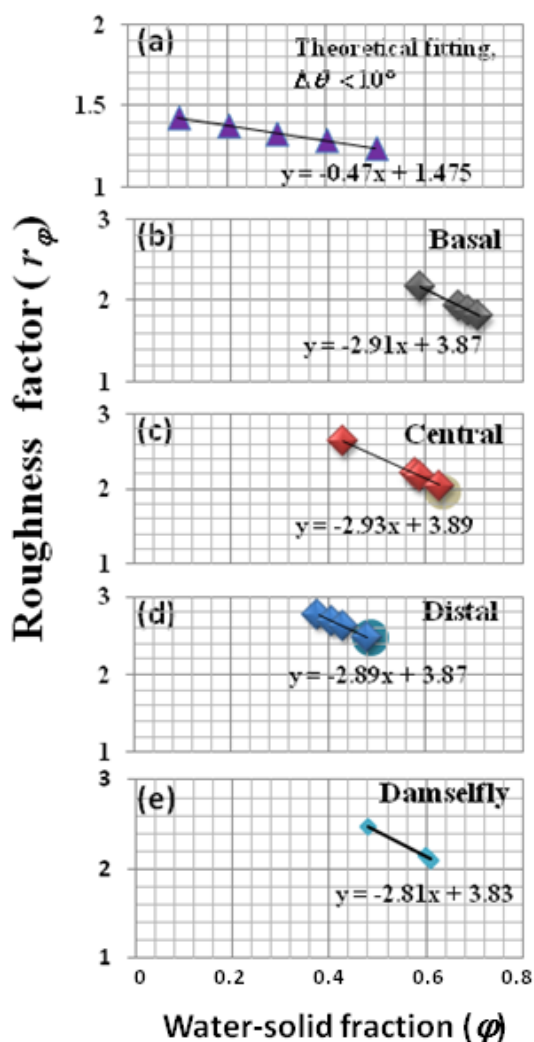 Roughness factor (rφ)
2
1.5
1
(a)
Theoretical fitting,
Δθ <10°
y = -0.47x + 1.475
3
2
1
(b)
Basal
y = -2.91x + 3.87
3
2
1
(c)
Central
y = -2.93x + 3.89
3
2
1
(d)
Distal
y = -2.89x + 3.87
3
2
1
(e)
Damselfly
y = -2.81x + 3.83
0 0.2 0.4 0.6 0.8
Water-solid fraction (φ)